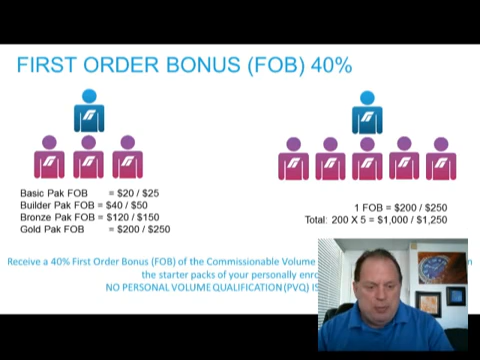 FIRST ORDER BONUS (FOB) 40%
Basic Pak FOB = $20 / $25
Builder Pak FOB = $40 / $50
Bronze Pak FOB = $120 / $150
Gold Pak FOB = $200 / $250
1 FOB = $200 / $250
Total: 200 X 5 = $1,000 / $1,250
Receive a 40% First Order Bonus (FOB) of the Commissionable Volume
the starter packs of your personally enro
NO PERSONAL VOLUME QUALIFICATION (PVQ) IS